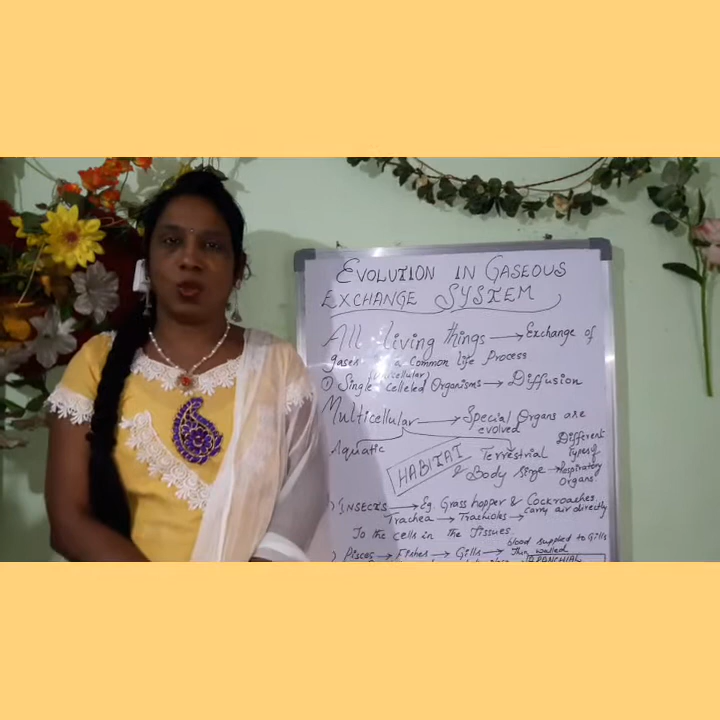 EVOLUTION IN GASEOUS
EXCHANGE SYSTEM
All living things → Exchange of
gases a Common life Process
(Unicellular)
① Single celleled Organisms → Diffusion
Multicellular → Special Organs are
evolved
Aquatic
HABITAT
Terrestrial
& Body size →
Different
Types of
Respiratory
Organs.
) INSECTS → Eg. Grass hopper & Cockroaches.
Trachea → Tracheoles → carry air directly
To the cells in the Tissues.
) Pisces → Fishes → Gills → Thin walled
blood supplied to Gills
BRANCHIAL